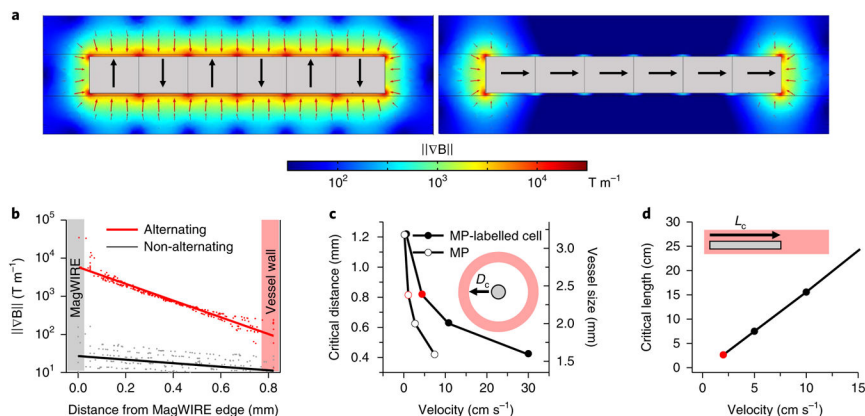 a
||∇B||
10²
10³
10⁴
T m⁻¹
b
10⁵
10⁴
10³
10²
10¹
||∇B|| (T m⁻¹)
Alternating
Non-alternating
MagWIRE
Vessel wall
0.0
0.2
0.4
0.6
0.8
Distance from MagWIRE edge (mm)
c
1.2
1.0
0.8
0.6
0.4
Critical distance (mm)
MP-labelled cell
MP
D_c
3.0
2.5
2.0
1.5
Vessel size (mm)
0
10
20
30
Velocity (cm s⁻¹)
d
30
25
20
15
10
5
0
Critical length (cm)
L_c
0
5
10
15
Velocity (cm s⁻¹)